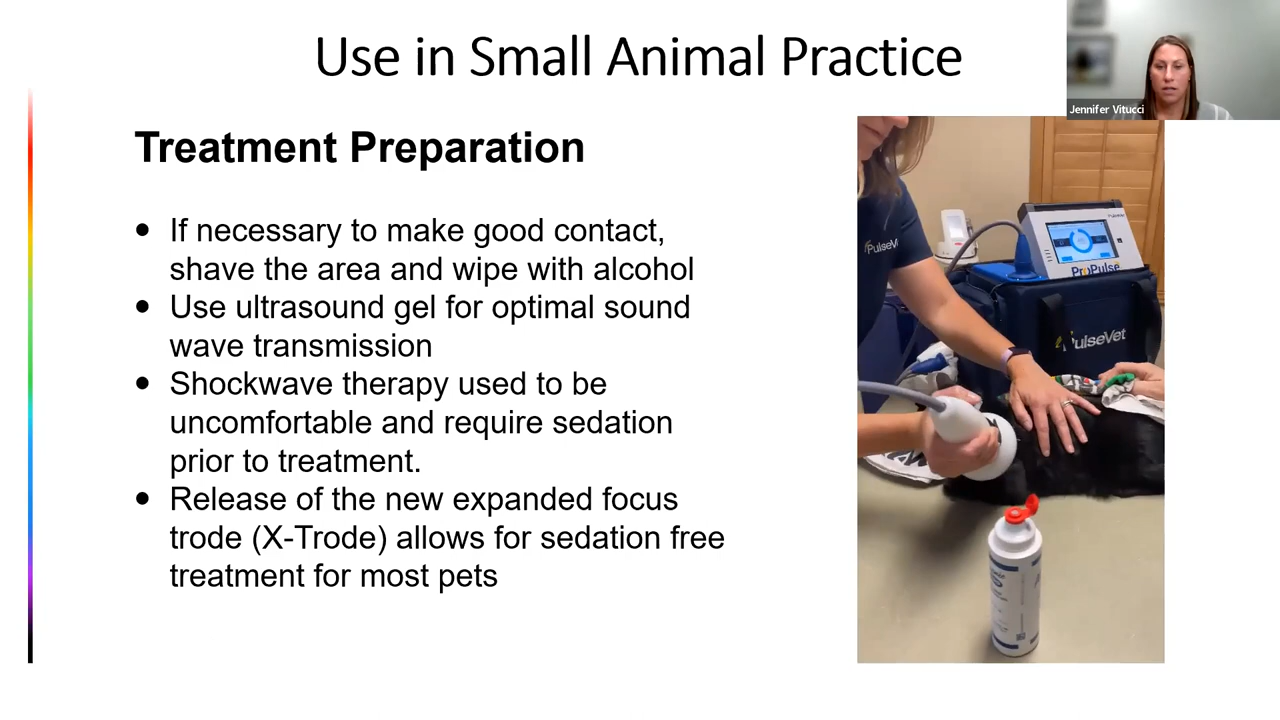 Use in Small Animal Practice
Jennifer Vitucci
Treatment Preparation
• If necessary to make good contact,
shave the area and wipe with alcohol
• Use ultrasound gel for optimal sound
wave transmission
• Shockwave therapy used to be
uncomfortable and require sedation
prior to treatment.
• Release of the new expanded focus
trode (X-Trode) allows for sedation free
treatment for most pets
PulseV
ProPulse
PulseVet